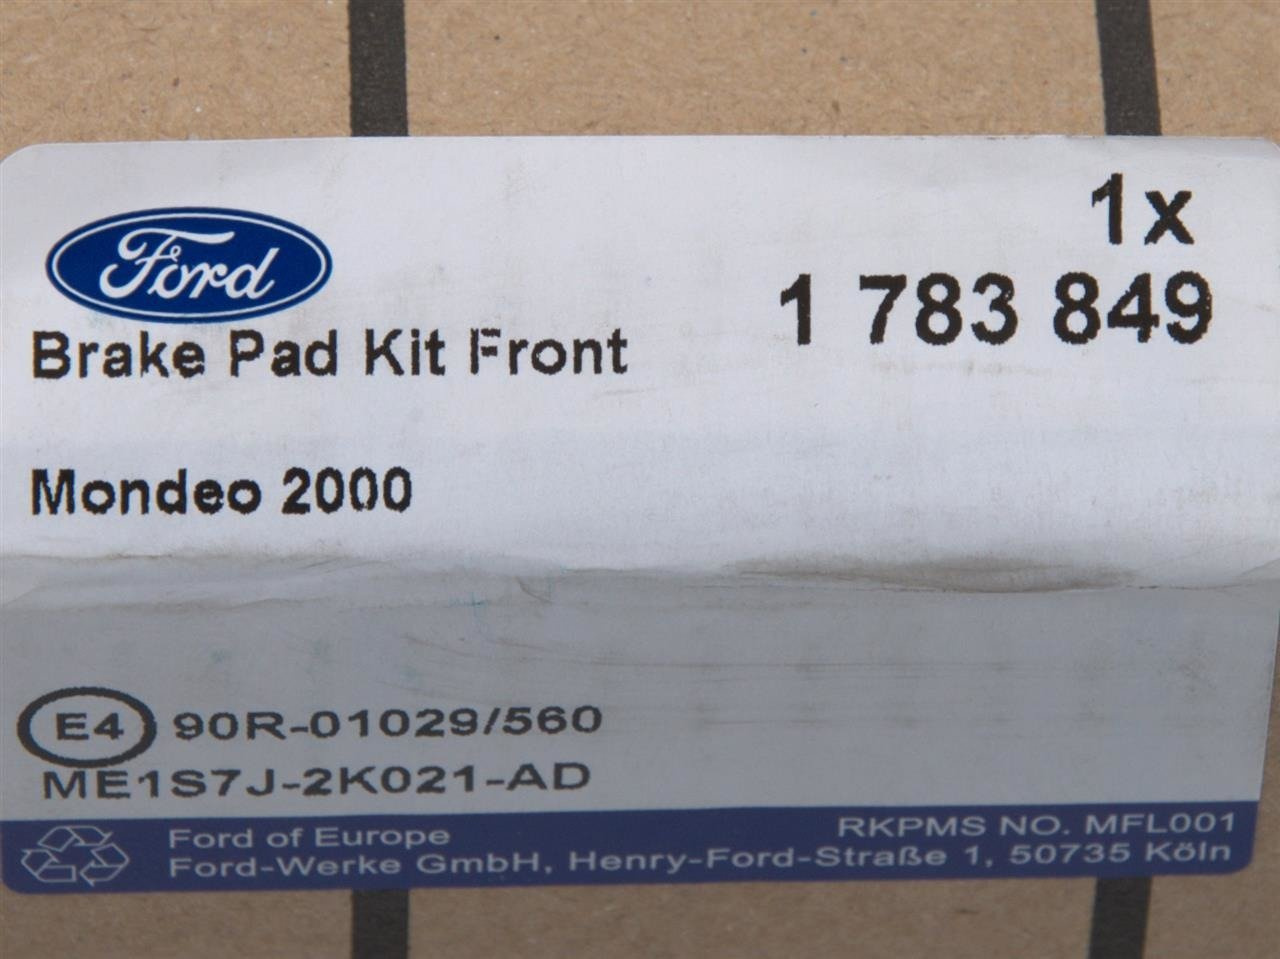 1x
Ford
1 783 849
Brake Pad Kit Front
Mondeo 2000
E4 90R-01029/560
ME1S7J-2K021-AD
Ford of Europe RKPMS NO. MFL001
Ford-Werke GmbH, Henry-Ford-Straße 1, 50735 Köln